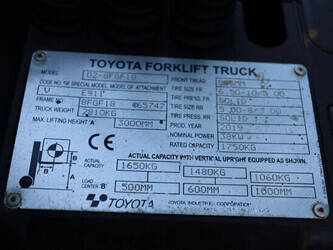 TOYOTA FORKLIFT TRUCK
MODEL 02-8FGF18
FRONT TREAD
CODE NO. OF SPECIAL MODEL, MODEL OF ATTACHMENT
TIRE SIZE FR
V E911
TIRE PRESS. FR SOLID
FRAME NO. 8FGF18 065747
TIRE SIZE RR
TRUCK WEIGHT 2810KG
TIRE PRESS. RR SOLID
MAX. LIFTING HEIGHT "A" 3000MM
PROD. YEAR 2019
NOMINAL POWER
RATED CAPACITY 1750KG
ACTUAL CAPACITY WITH VERTICAL UPRIGHT EQUIPPED AS SHOWN.
ACTUAL CAPACITY 1650KG 1480KG 1060KG
LOAD CENTER "B" 500MM 600MM 1000MM
TOYOTA